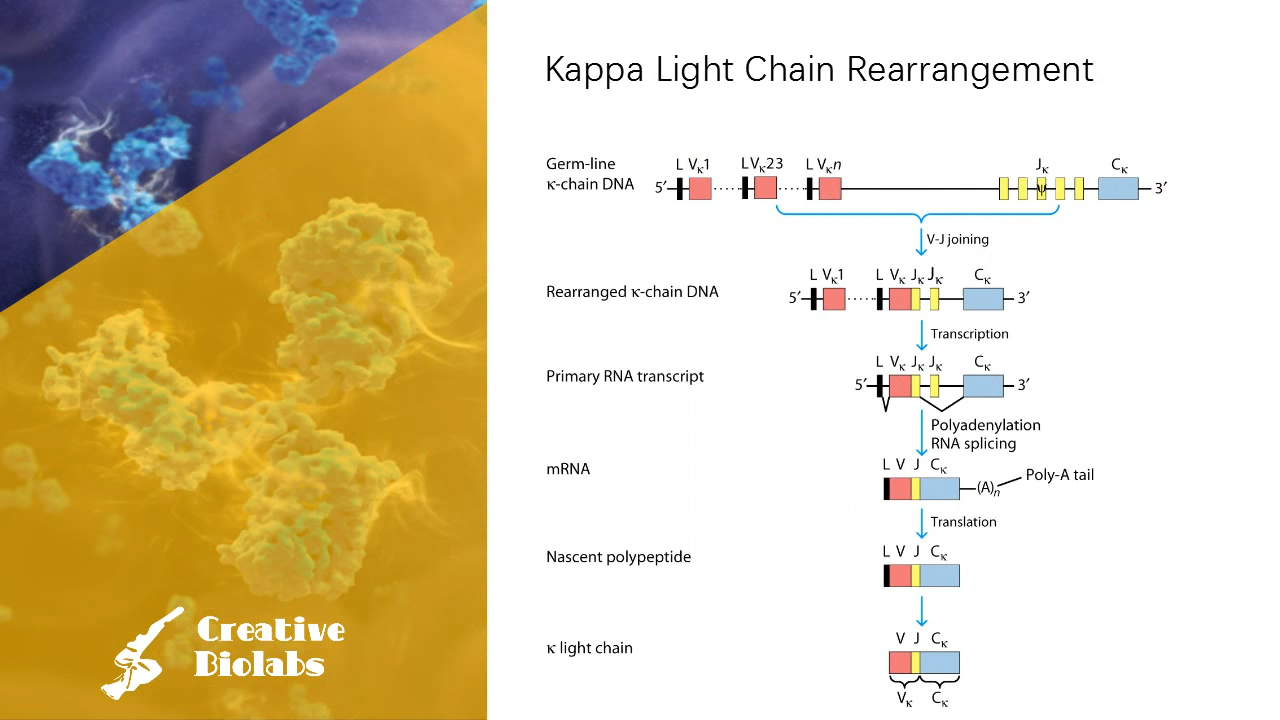 Kappa Light Chain Rearrangement
Germ-line
κ-chain DNA
L Vκ1 L Vκ23 L Vκn Jκ Cκ
5′ ψ 3′
V-J joining
Rearranged κ-chain DNA
L Vκ1 L Vκ Jκ Jκ Cκ
5′ 3′
Transcription
Primary RNA transcript
L Vκ Jκ Jκ Cκ
5′ 3′
Polyadenylation
RNA splicing
mRNA
L V J Cκ
(A)n Poly-A tail
Translation
Nascent polypeptide
L V J Cκ
κ light chain
V J Cκ
Vκ Cκ
Creative
Biolabs